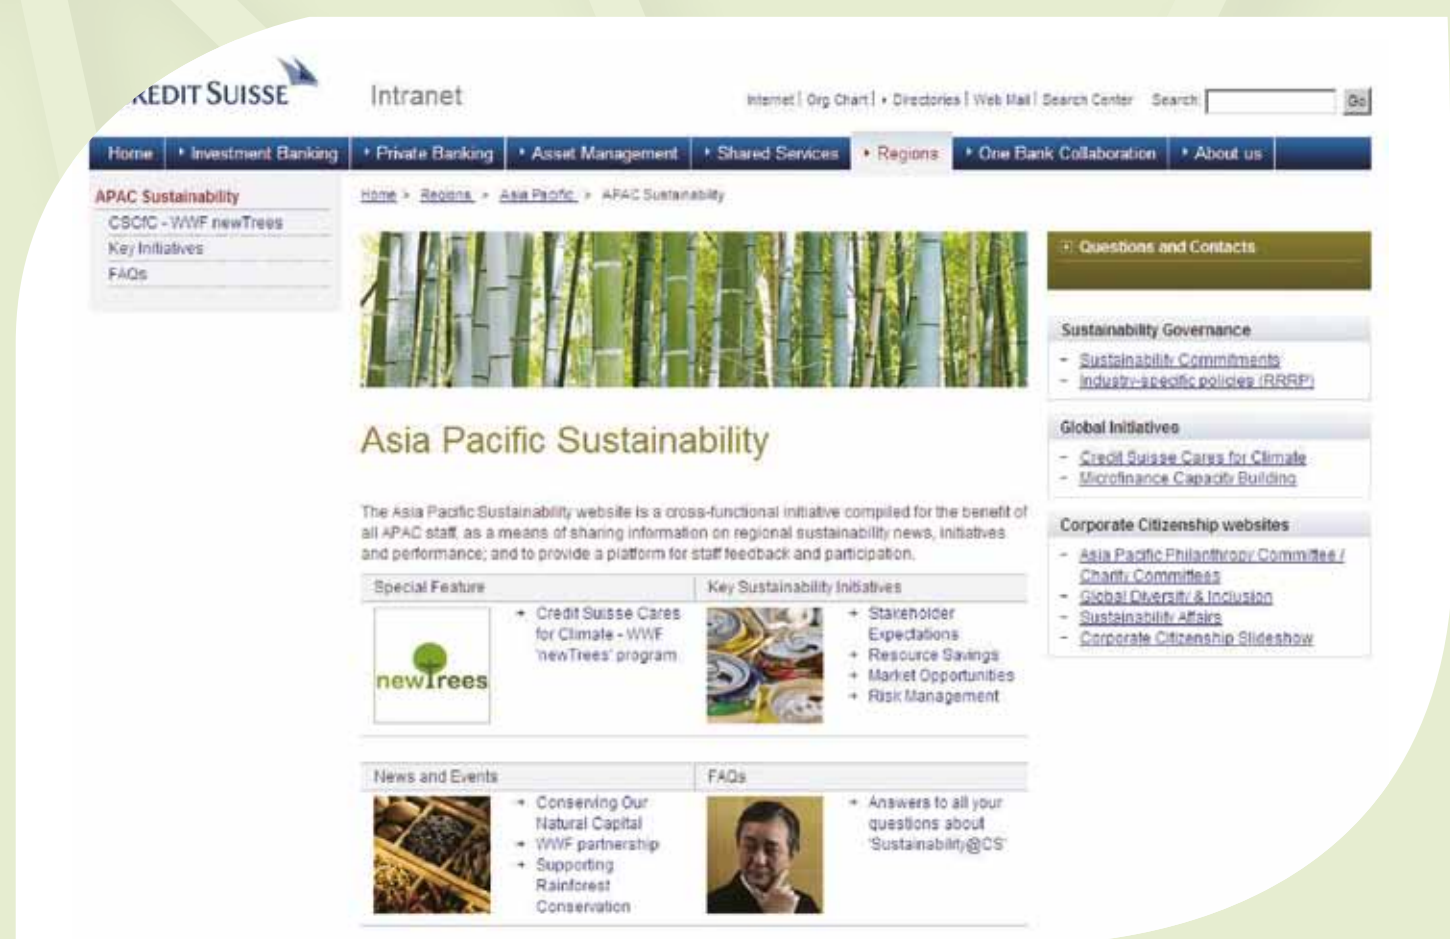 CREDIT SUISSE
Intranet
Internet | Org Chart | Directories | Web Mail | Search Center Search:
Go
Home Investment Banking Private Banking Asset Management Shared Services Regions One Bank Collaboration About us
APAC Sustainability
CSCfC - WWF newTrees
Key Initiatives
FAQs
Home > Regions > Asia Pacific > APAC Sustainability
Asia Pacific Sustainability
The Asia Pacific Sustainability website is a cross-functional initiative compiled for the benefit of
all APAC staff, as a means of sharing information on regional sustainability news, initiatives
and performance; and to provide a platform for staff feedback and participation.
Special Feature
newTrees
Credit Suisse Cares
for Climate - WWF
'newTrees' program
Key Sustainability Initiatives
Stakeholder
Expectations
Resource Savings
Market Opportunities
Risk Management
News and Events
Conserving Our
Natural Capital
WWF partnership
Supporting
Rainforest
Conservation
FAQs
Answers to all your
questions about
'Sustainability@CS'
Questions and Contacts
Sustainability Governance
- Sustainability Commitments
- Industry-specific policies (RRRP)
Global Initiatives
- Credit Suisse Cares for Climate
- Microfinance Capacity Building
Corporate Citizenship websites
- Asia Pacific Philanthropy Committee /
Charity Committees
- Global Diversity & Inclusion
- Sustainability Affairs
- Corporate Citizenship Slideshow